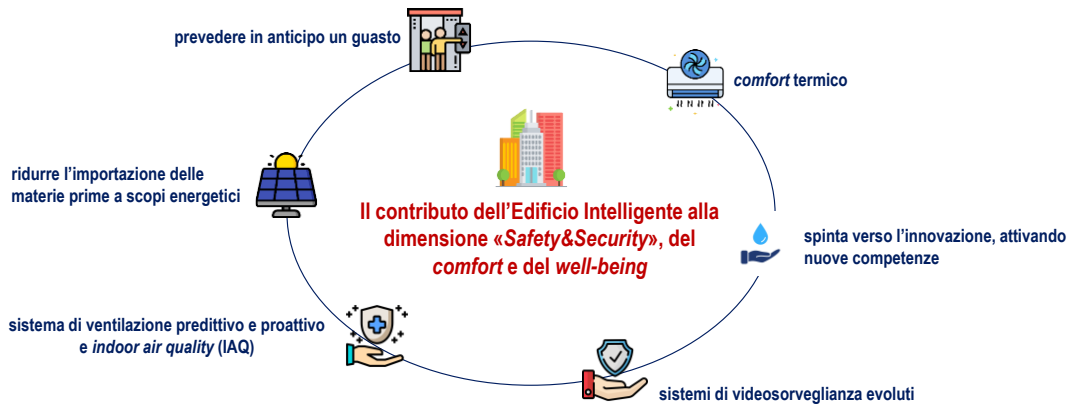 prevedere in anticipo un guasto
comfort termico
ridurre l'importazione delle
materie prime a scopi energetici
Il contributo dell'Edificio Intelligente alla
dimensione «Safety&Security», del
comfort e del well-being
spinta verso l'innovazione, attivando
nuove competenze
sistema di ventilazione predittivo e proattivo
e indoor air quality (IAQ)
sistemi di videosorveglianza evoluti